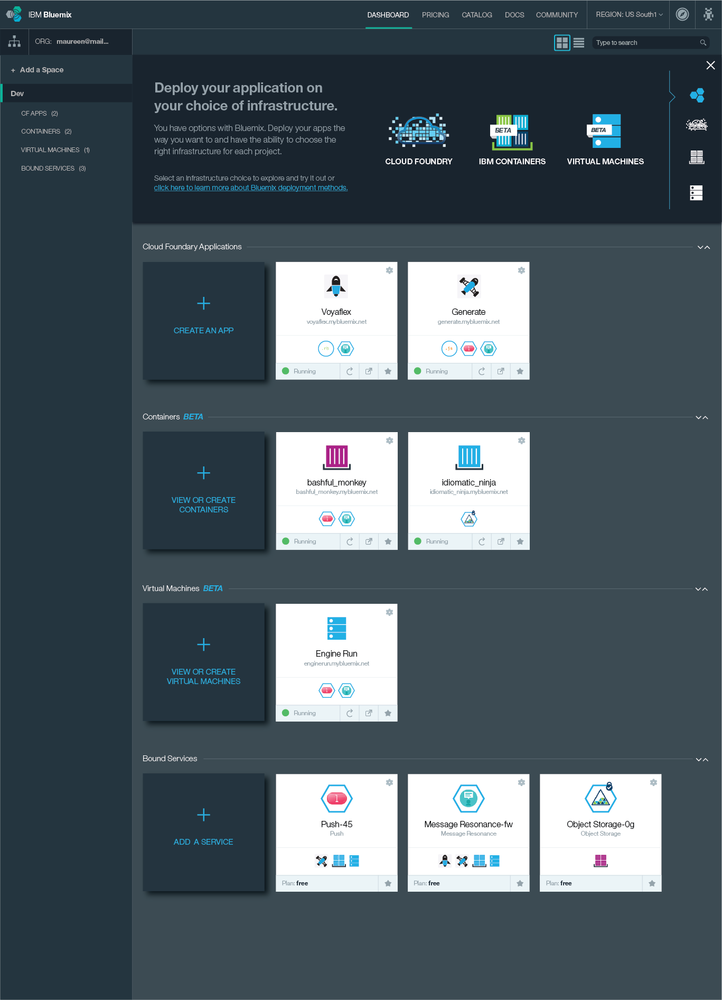 IBM Bluemix
DASHBOARD
PRICING
CATALOG
DOCS
COMMUNITY
REGION: US South1
ORG: maureen@mail...
Type to search
+ Add a Space
Dev
CF APPS (2)
CONTAINERS (2)
VIRTUAL MACHINES (1)
BOUND SERVICES (3)
Deploy your application on
your choice of infrastructure.
You have options with Bluemix. Deploy your apps the
way you want to and have the ability to choose the
right infrastructure for each project.
Select an infrastructure choice to explore and try it out or
click here to learn more about Bluemix deployment methods.
CLOUD FOUNDRY
BETA
IBM CONTAINERS
BETA
VIRTUAL MACHINES
Cloud Foundary Applications
CREATE AN APP
Voyaflex
voyaflex.mybluemix.net
.rb
Running
Generate
generate.mybluemix.net
.js
1
Running
Containers BETA
VIEW OR CREATE
CONTAINERS
bashful_monkey
bashful_monkey.mybluemix.net
1
Running
idiomatic_ninja
idiomatic_ninja.mybluemix.net
Running
Virtual Machines BETA
VIEW OR CREATE
VIRTUAL MACHINES
Engine Run
enginerun.mybluemix.net
1
Running
Bound Services
ADD A SERVICE
1
Push-45
Push
Plan: free
Message Resonance-fw
Message Resonance
Plan: free
Object Storage-0g
Object Storage
Plan: free